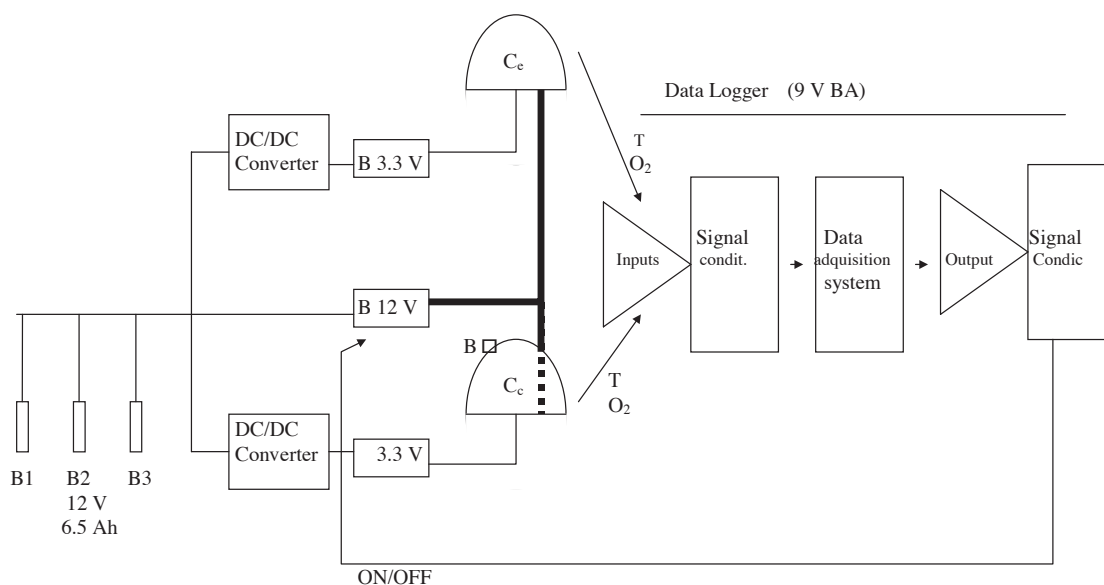 Cₑ
Data Logger (9 V BA)
DC/DC
Converter
B 3.3 V
T
O₂
Inputs
Signal
condit.
Data
adquisition
system
Output
Signal
Condic
B 12 V
B
C꜀
T
O₂
DC/DC
Converter
3.3 V
B1
B2
B3
12 V
6.5 Ah
ON/OFF